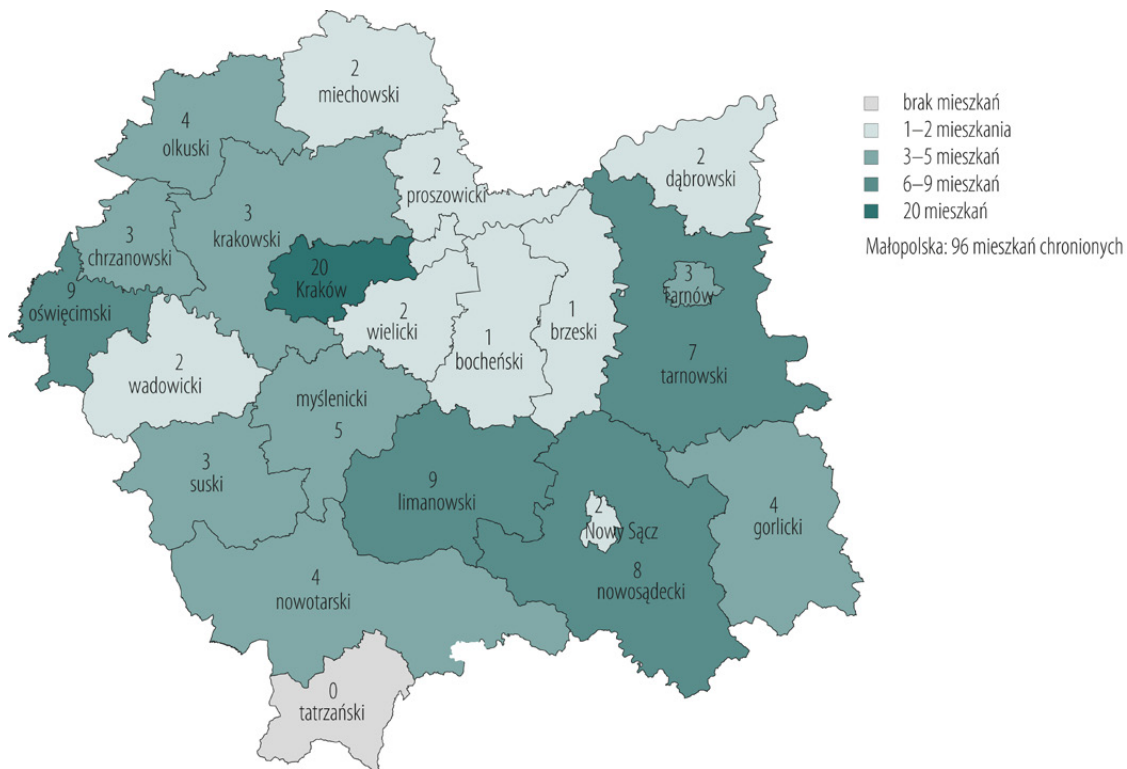 2
miechowski
4
olkuski
2
proszowicki
2
dąbrowski
3
krakowski
3
chrzanowski
20
Kraków
3
Tarnów
9
oświęcimski
2
wielicki
1
bocheński
1
brzeski
7
tarnowski
2
wadowicki
myślenicki
5
3
suski
9
limanowski
2
Nowy Sącz
4
gorlicki
8
nowosądecki
4
nowotarski
0
tatrzański
brak mieszkań
1–2 mieszkania
3–5 mieszkań
6–9 mieszkań
20 mieszkań
Małopolska: 96 mieszkań chronionych